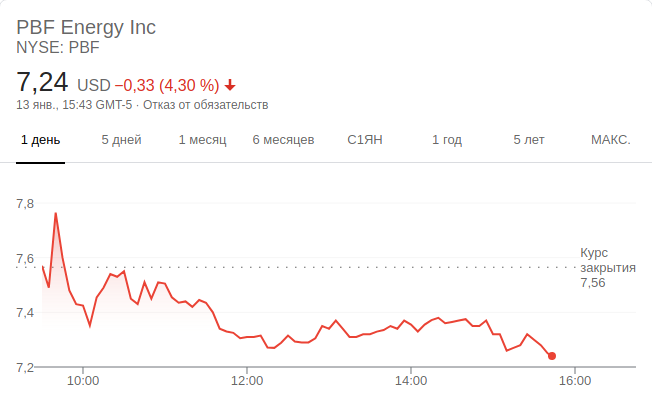 PBF Energy Inc
NYSE: PBF
7,24 USD −0,33 (4,30 %)
13 янв., 15:43 GMT-5 · Отказ от обязательств
1 день 5 дней 1 месяц 6 месяцев С1ЯН 1 год 5 лет МАКС.
7,8
7,6
7,4
7,2
Курс
закрытия
7,56
10:00 12:00 14:00 16:00